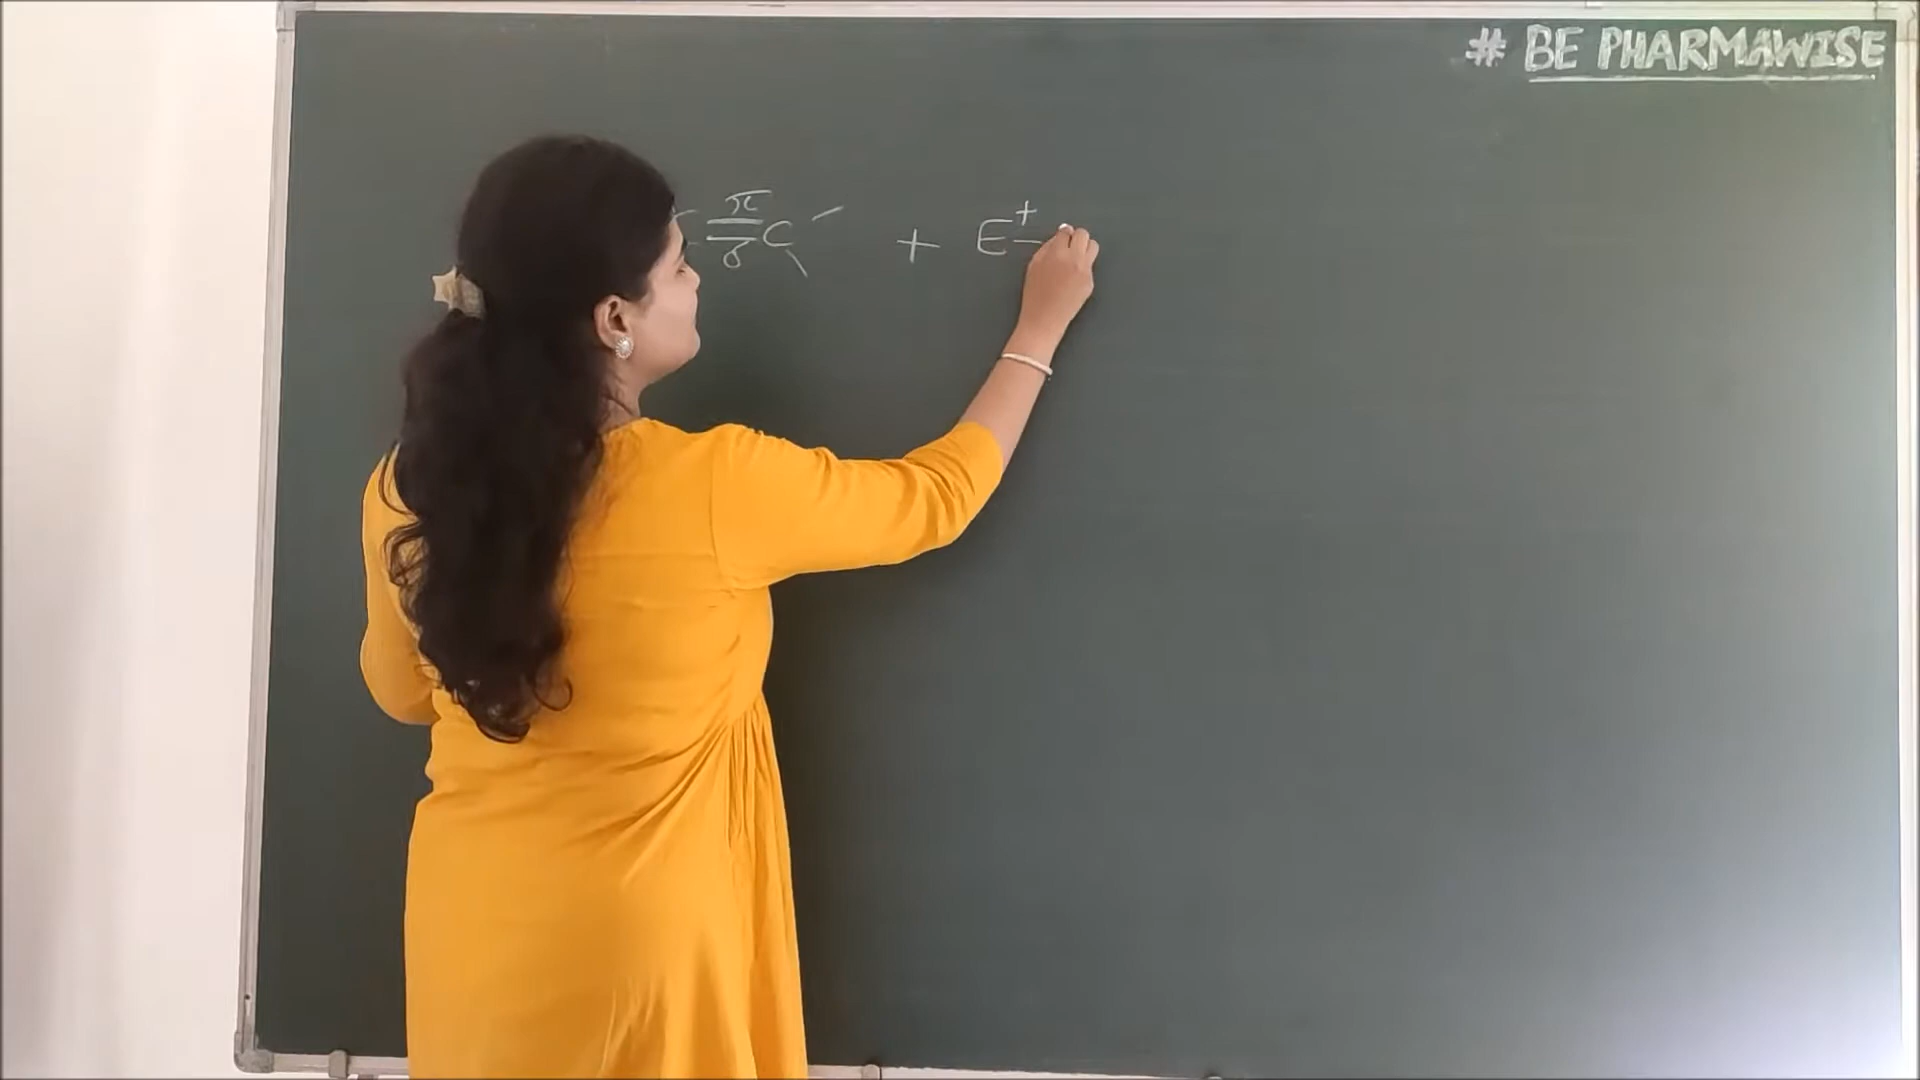 # BE PHARMAWISE
π
C + E+
σ